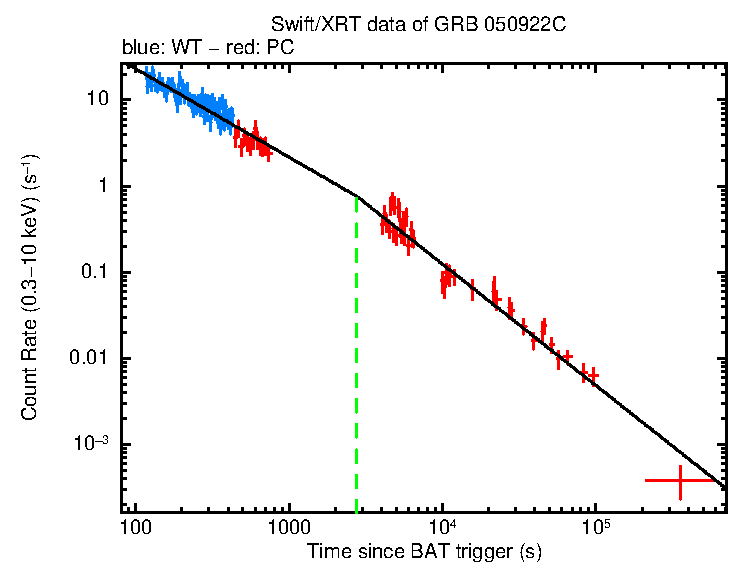 Swift/XRT data of GRB 050922C
blue: WT − red: PC
Count Rate (0.3−10 keV) (s⁻¹)
10
1
0.1
0.01
10⁻³
100 1000 10⁴ 10⁵
Time since BAT trigger (s)